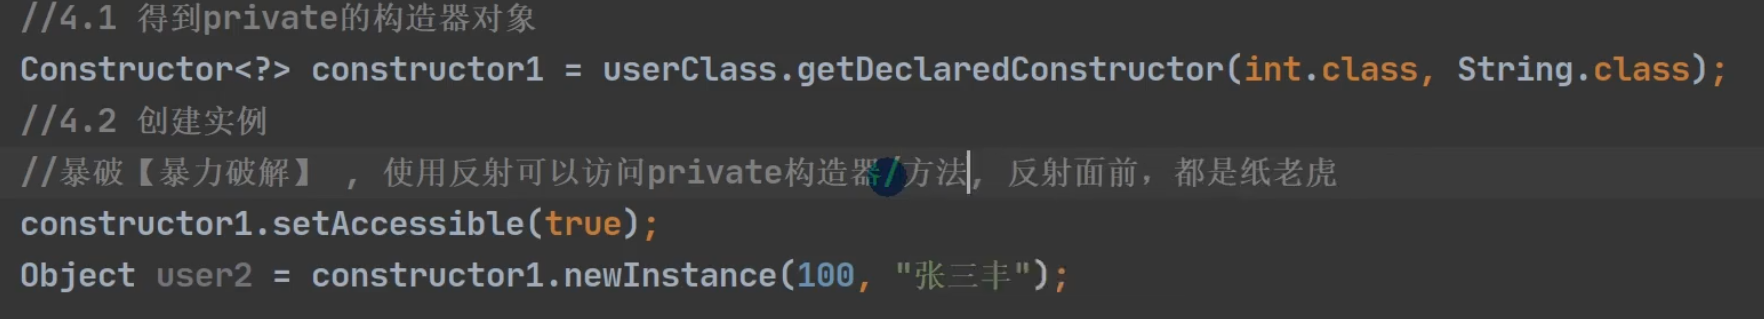 //4.1 得到private的构造器对象
Constructor<?> constructor1 = userClass.getDeclaredConstructor(int.class, String.class);
//4.2 创建实例
//暴破【暴力破解】 , 使用反射可以访问private构造器/方法, 反射面前，都是纸老虎
constructor1.setAccessible(true);
Object user2 = constructor1.newInstance(100, "张三丰");